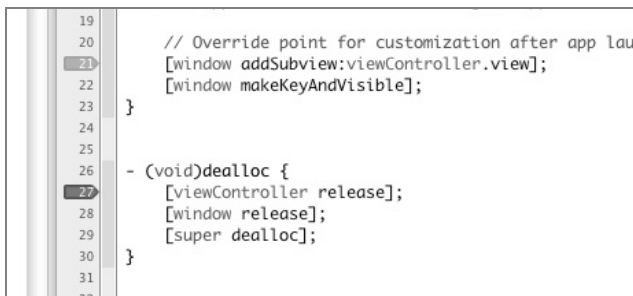 19
20 // Override point for customization after app lau
21 [window addSubview:viewController.view];
22 [window makeKeyAndVisible];
23 }
24
25
26 - (void)dealloc {
27 [viewController release];
28 [window release];
29 [super dealloc];
30 }
31